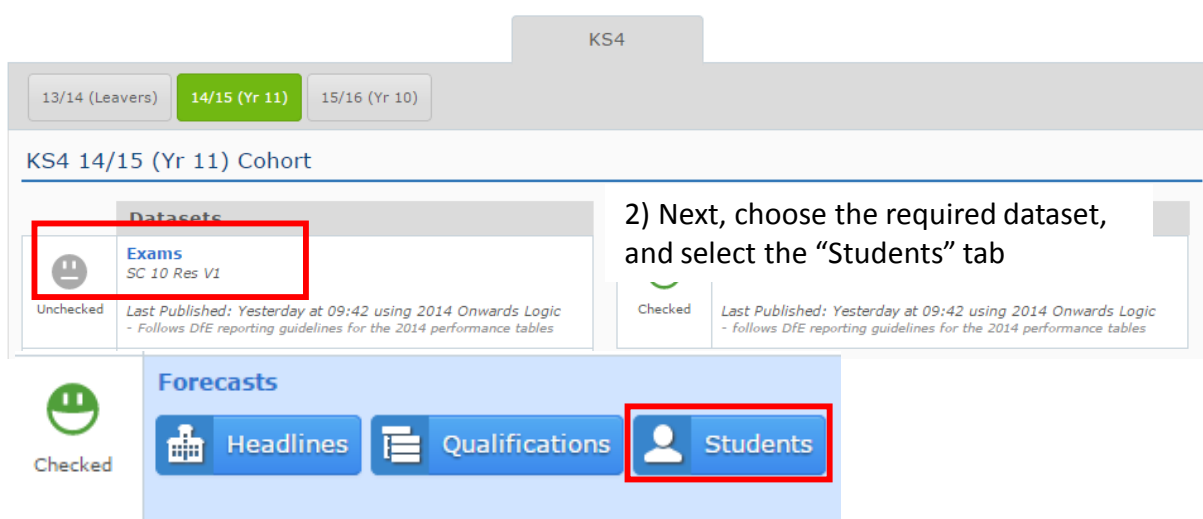 KS4
13/14 (Leavers) 14/15 (Yr 11) 15/16 (Yr 10)
KS4 14/15 (Yr 11) Cohort
Datasets
2) Next, choose the required dataset,
and select the “Students” tab
Exams
SC 10 Res V1
Unchecked
Last Published: Yesterday at 09:42 using 2014 Onwards Logic
- Follows DfE reporting guidelines for the 2014 performance tables
Checked
Last Published: Yesterday at 09:42 using 2014 Onwards Logic
- follows DfE reporting guidelines for the 2014 performance tables
Forecasts
Headlines Qualifications Students
Checked